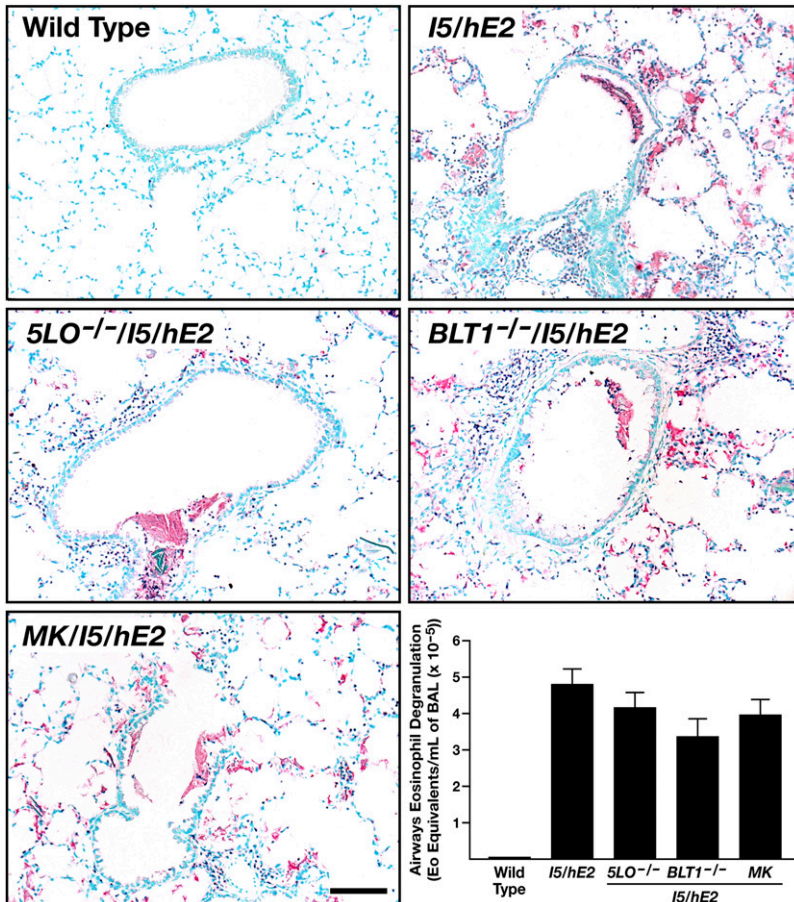 Wild Type
I5/hE2
5LO⁻/⁻/I5/hE2
BLT1⁻/⁻/I5/hE2
MK/I5/hE2
Airways Eosinophil Degranulation
(Eo Equivalents/mL of BAL (x 10⁻⁵))
6
5
4
3
2
1
Wild
Type
I5/hE2
5LO⁻/⁻
BLT1⁻/⁻
MK
I5/hE2